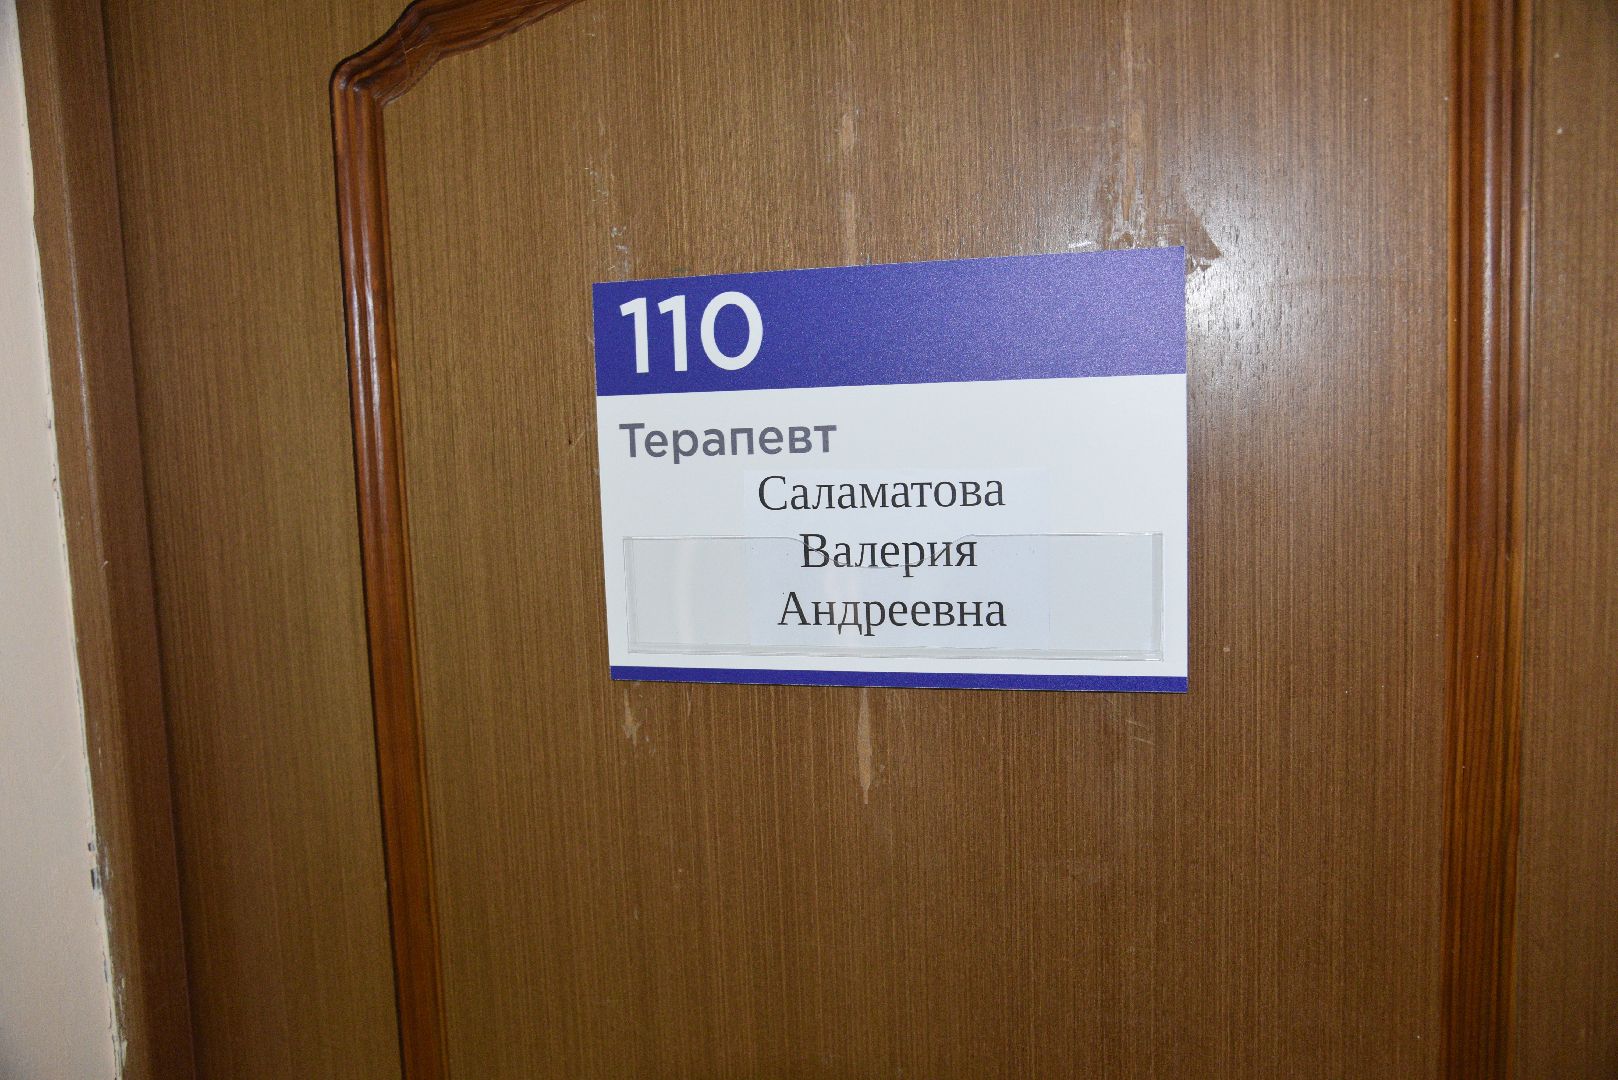 110
Терапевт
Саламатова
Валерия
Андреевна